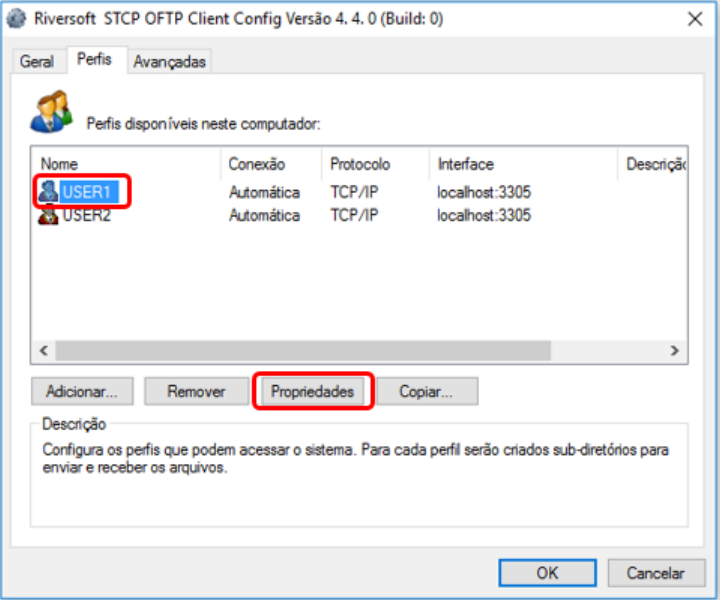 Riversoft STCP OFTP Client Config Versão 4. 4. 0 (Build: 0)
Geral Perfis Avançadas
Perfis disponíveis neste computador:
Nome Conexão Protocolo Interface Descrição
USER1 Automática TCP/IP localhost:3305
USER2 Automática TCP/IP localhost:3305
Adicionar... Remover Propriedades Copiar...
Descrição
Configura os perfis que podem acessar o sistema. Para cada perfil serão criados sub-diretórios para
enviar e receber os arquivos.
OK Cancelar